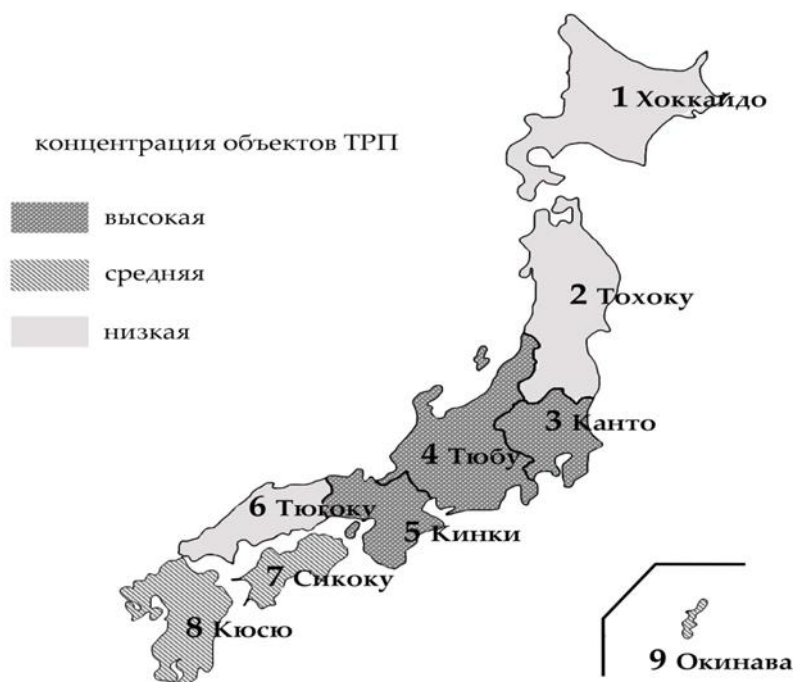 концентрация объектов ТРП
высокая
средняя
низкая
1 Хоккайдо
2 Тохоку
3 Канто
4 Тюбу
5 Кинки
6 Тюгоку
7 Сикоку
8 Кюсю
9 Окинава